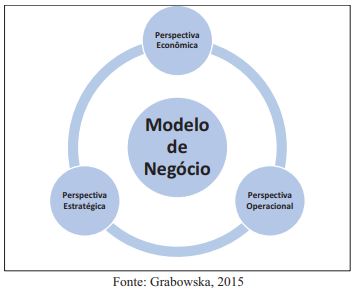 Perspectiva
Econômica
Modelo
de
Negócio
Perspectiva
Estratégica
Perspectiva
Operacional
Fonte: Grabowska, 2015